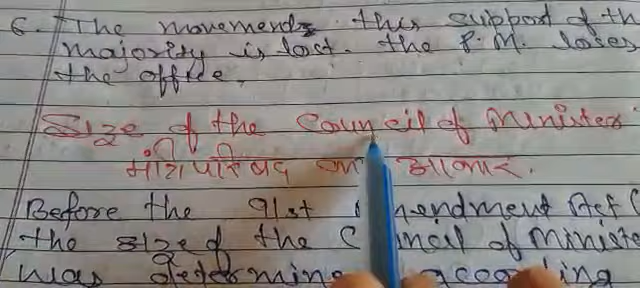 6. The movement this support of th
majority is lost. the P.M. loses
the office.
Size of the Council of Minister
मंत्रि परिषद का आकार.
Before the 91st Amendment Act (
the size of the Council of Ministe
was determine according